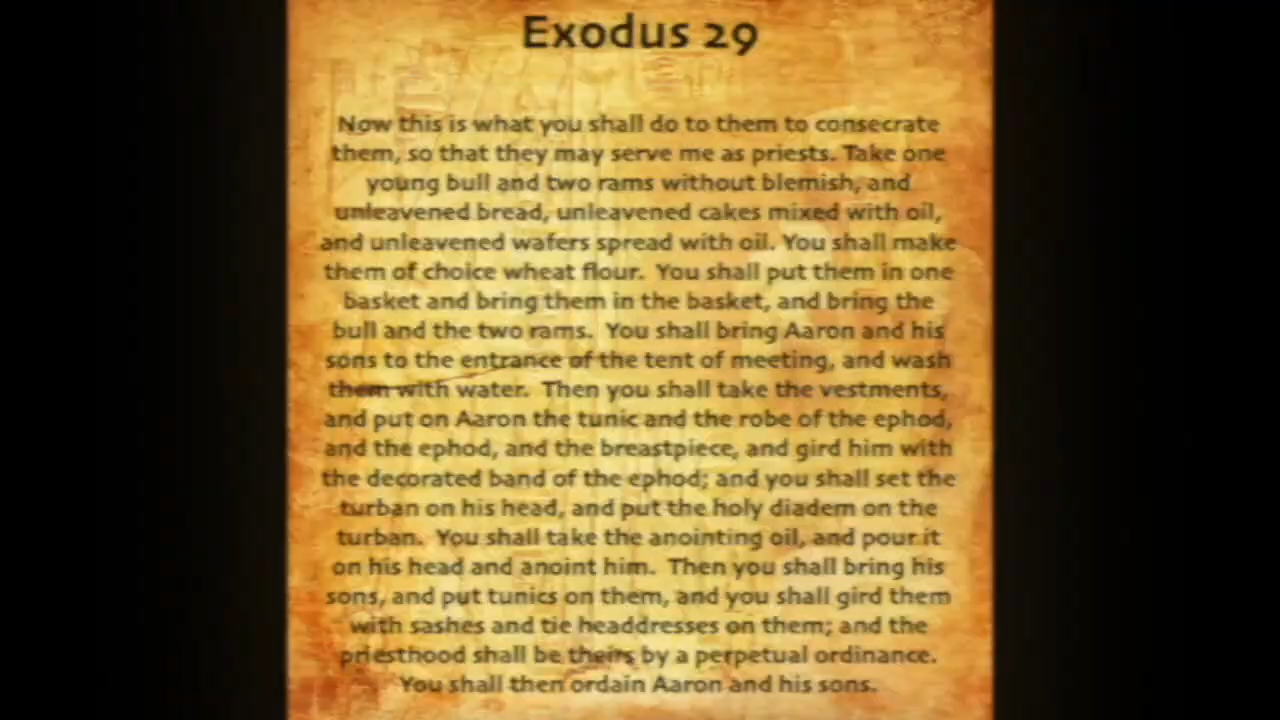 Exodus 29
Now this is what you shall do to them to consecrate
them, so that they may serve me as priests. Take one
young bull and two rams without blemish, and
unleavened bread, unleavened cakes mixed with oil,
and unleavened wafers spread with oil. You shall make
them of choice wheat flour. You shall put them in one
basket and bring them in the basket, and bring the
bull and the two rams. You shall bring Aaron and his
sons to the entrance of the tent of meeting, and wash
them with water. Then you shall take the vestments,
and put on Aaron the tunic and the robe of the ephod,
and the ephod, and the breastpiece, and gird him with
the decorated band of the ephod; and you shall set the
turban on his head, and put the holy diadem on the
turban. You shall take the anointing oil, and pour it
on his head and anoint him. Then you shall bring his
sons, and put tunics on them, and you shall gird them
with sashes and tie headdresses on them; and the
priesthood shall be theirs by a perpetual ordinance.
You shall then ordain Aaron and his sons.